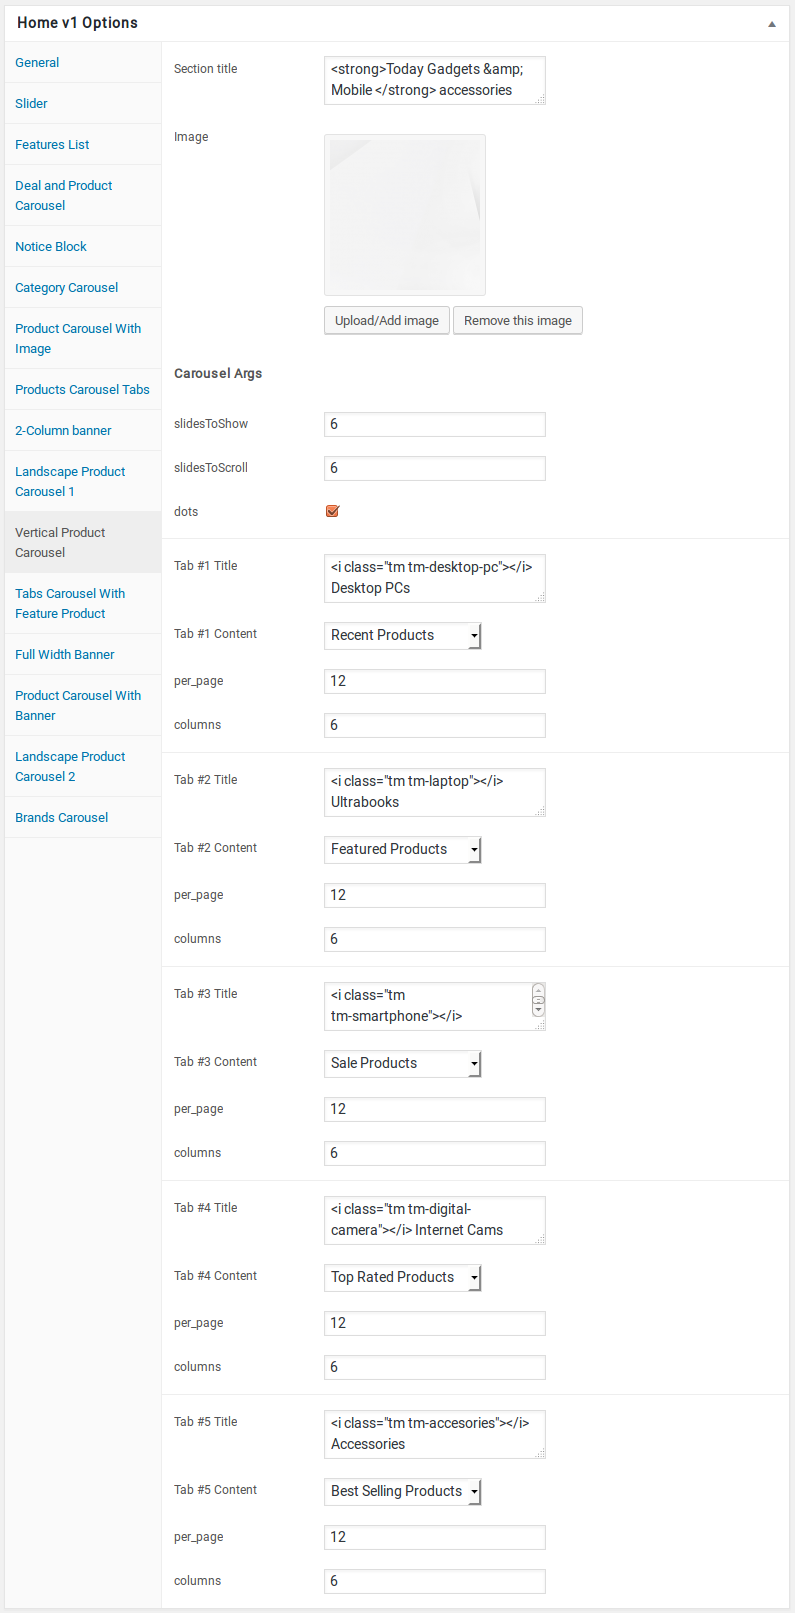 Home v1 Options
General
Slider
Features List
Deal and Product
Carousel
Notice Block
Category Carousel
Product Carousel With
Image
Products Carousel Tabs
2-Column banner
Landscape Product
Carousel 1
Vertical Product
Carousel
Tabs Carousel With
Feature Product
Full Width Banner
Product Carousel With
Banner
Landscape Product
Carousel 2
Brands Carousel
Section title
<strong>Today Gadgets &amp;
Mobile </strong> accessories
Image
Upload/Add image
Remove this image
Carousel Args
slidesToShow
6
slidesToScroll
6
dots
Tab #1 Title
<i class="tm tm-desktop-pc"></i>
Desktop PCs
Tab #1 Content
Recent Products
per_page
12
columns
6
Tab #2 Title
<i class="tm tm-laptop"></i>
Ultrabooks
Tab #2 Content
Featured Products
per_page
12
columns
6
Tab #3 Title
<i class="tm
tm-smartphone"></i>
Tab #3 Content
Sale Products
per_page
12
columns
6
Tab #4 Title
<i class="tm tm-digital-
camera"></i> Internet Cams
Tab #4 Content
Top Rated Products
per_page
12
columns
6
Tab #5 Title
<i class="tm tm-accesories"></i>
Accessories
Tab #5 Content
Best Selling Products
per_page
12
columns
6